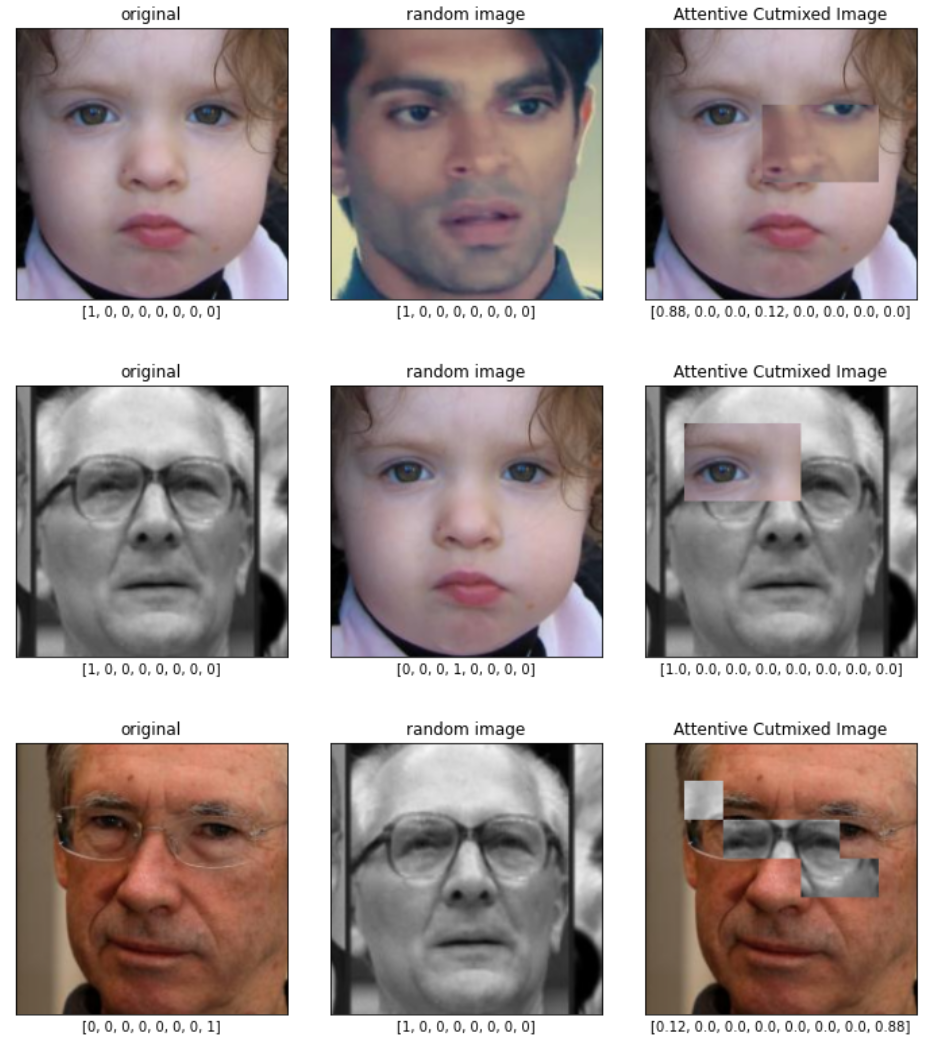 original
random image
Attentive Cutmixed Image
[1, 0, 0, 0, 0, 0, 0, 0]
[1, 0, 0, 0, 0, 0, 0, 0]
[0.88, 0.0, 0.0, 0.12, 0.0, 0.0, 0.0, 0.0]
original
random image
Attentive Cutmixed Image
[1, 0, 0, 0, 0, 0, 0, 0]
[0, 0, 0, 1, 0, 0, 0, 0]
[1.0, 0.0, 0.0, 0.0, 0.0, 0.0, 0.0, 0.0]
original
random image
Attentive Cutmixed Image
[0, 0, 0, 0, 0, 0, 0, 1]
[1, 0, 0, 0, 0, 0, 0, 0]
[0.12, 0.0, 0.0, 0.0, 0.0, 0.0, 0.0, 0.88]